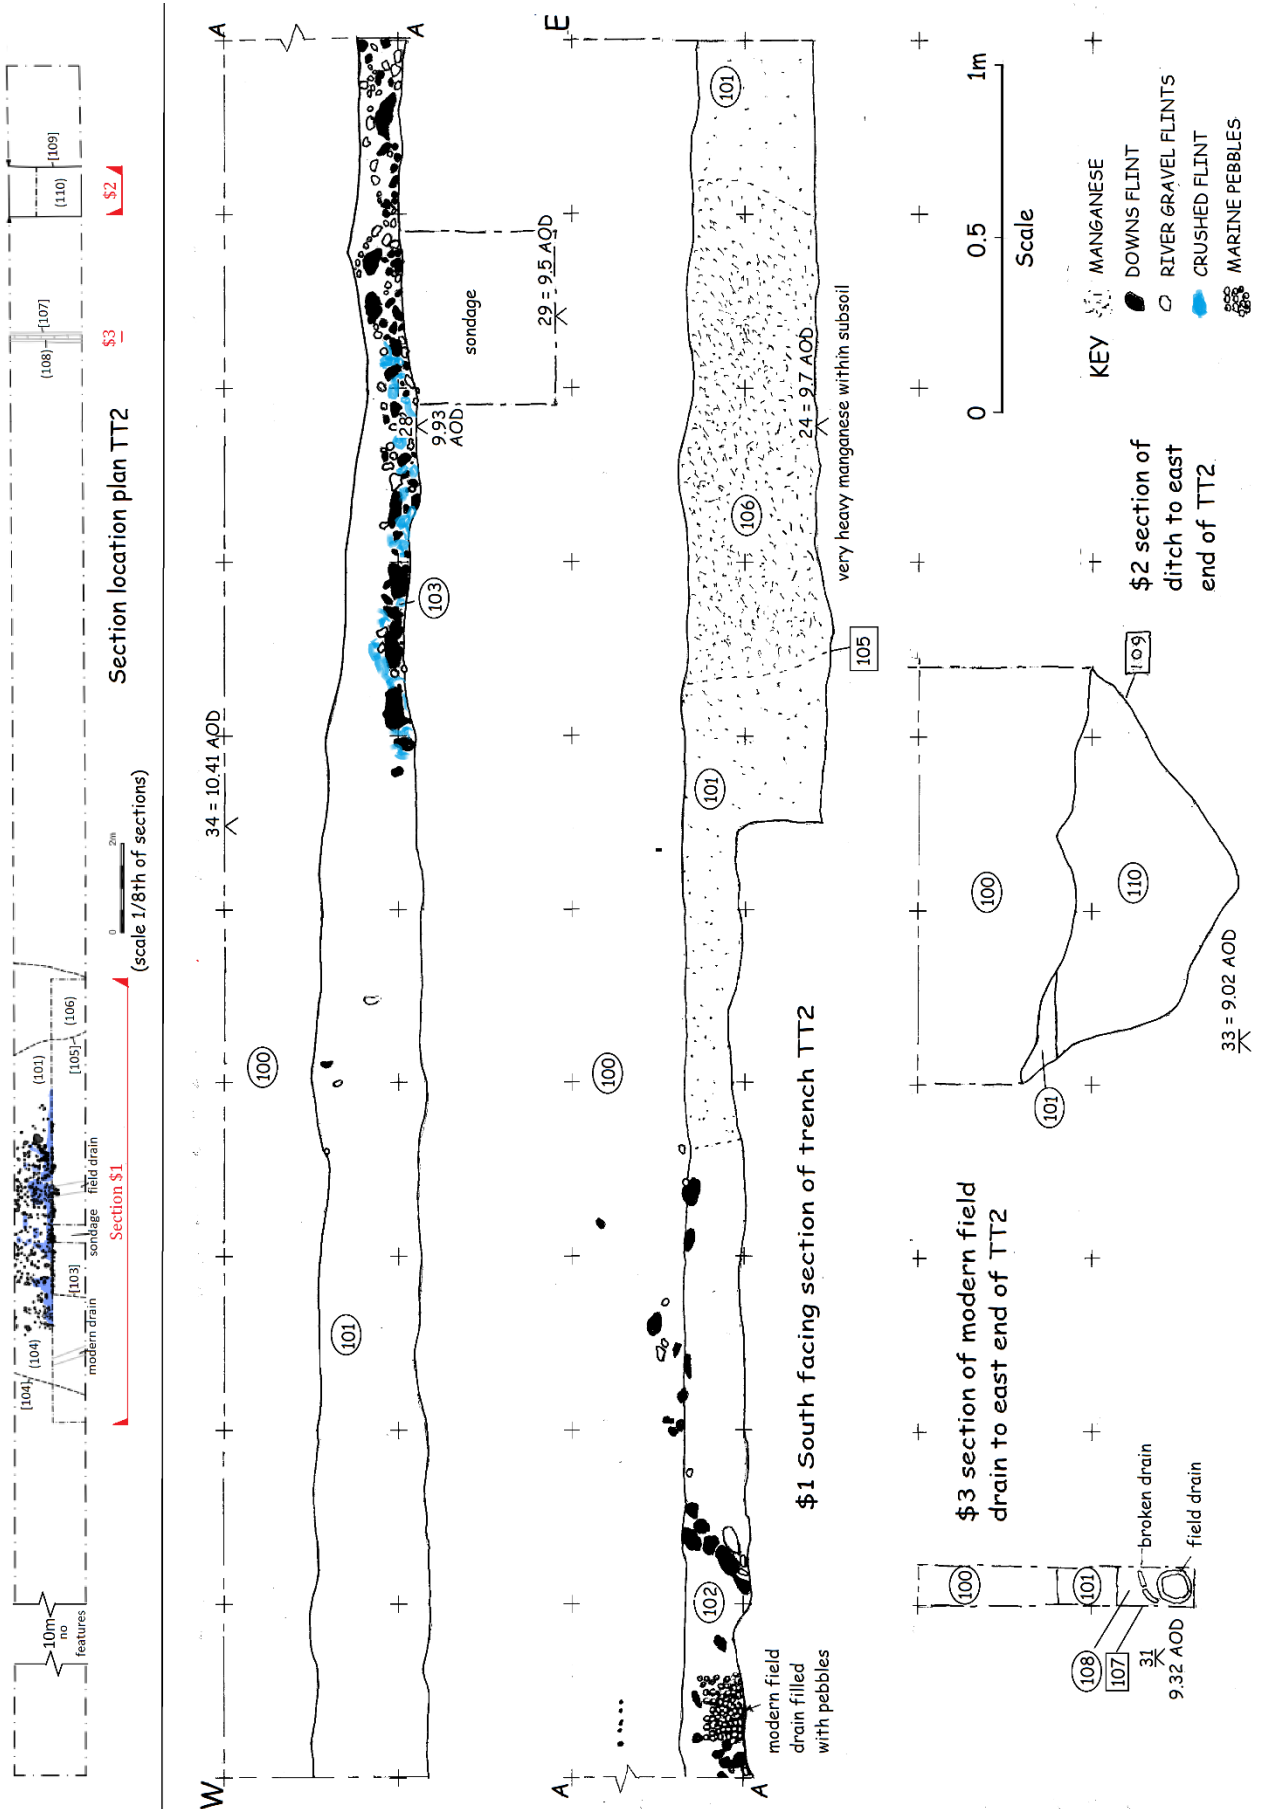 10m
no
features
[104]
(104)
modern drain
[103]
sondage
field drain
(101)
[105]
(106)
Section $1
0
2m
(scale 1/8th of sections)
Section location plan TT2
(108)
[107]
$3
(110)
[109]
$2
W
A
A
34 = 10.41 AOD
100
101
103
28
9.93
AOD
sondage
29 = 9.5 AOD
A
A
E
100
101
101
102
modern field
drain filled
with pebbles
105
106
24 = 9.7 AOD
very heavy manganese within subsoil
$1 South facing section of trench TT2
$3 section of modern field
drain to east end of TT2
100
101
108
107
31
9.32 AOD
broken drain
field drain
100
101
110
109
33 = 9.02 AOD
$2 section of
ditch to east
end of TT2
0
0.5
1m
Scale
KEY
MANGANESE
DOWNS FLINT
RIVER GRAVEL FLINTS
CRUSHED FLINT
MARINE PEBBLES